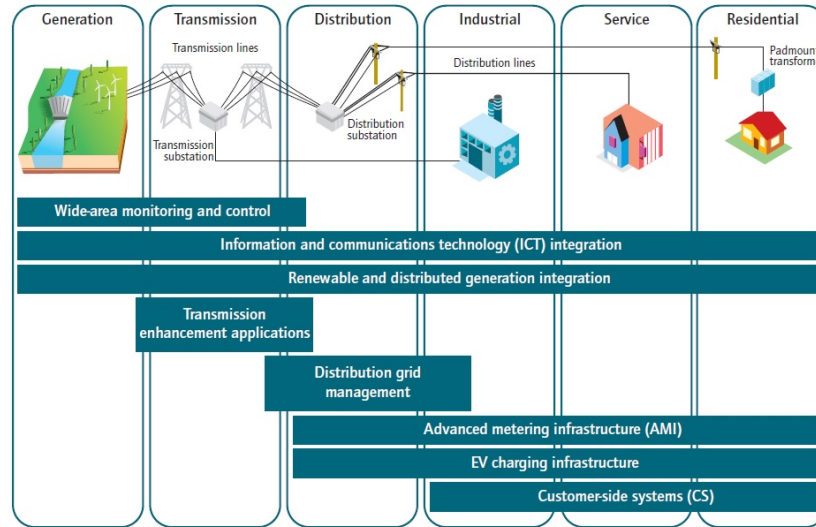 Generation
Transmission
Distribution
Industrial
Service
Residential
Transmission lines
Distribution lines
Padmount
transform
Transmission
substation
Distribution
substation
Wide-area monitoring and control
Information and communications technology (ICT) integration
Renewable and distributed generation integration
Transmission
enhancement applications
Distribution grid
management
Advanced metering infrastructure (AMI)
EV charging infrastructure
Customer-side systems (CS)